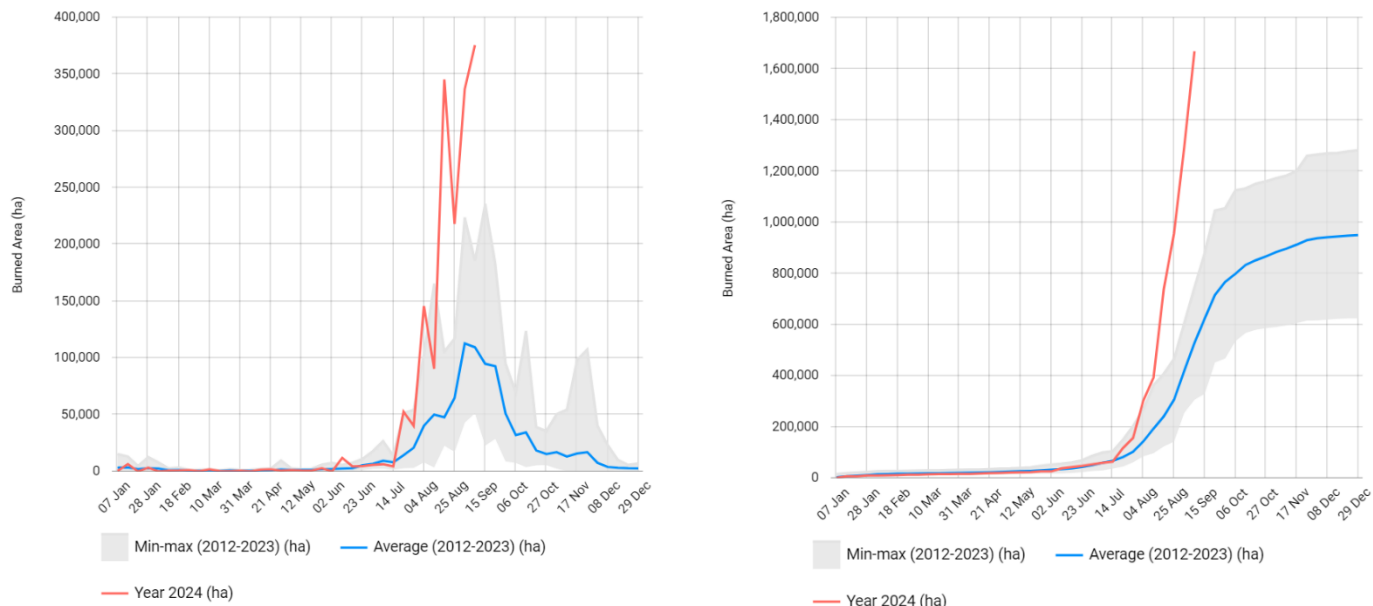 400,000
350,000
300,000
250,000
200,000
150,000
100,000
50,000
0
Burned Area (ha)
07 Jan
28 Jan
18 Feb
10 Mar
31 Mar
21 Apr
12 May
02 Jun
23 Jun
14 Jul
04 Aug
25 Aug
15 Sep
06 Oct
27 Oct
17 Nov
08 Dec
29 Dec
Min-max (2012-2023) (ha)
Average (2012-2023) (ha)
Year 2024 (ha)
1,800,000
1,600,000
1,400,000
1,200,000
1,000,000
800,000
600,000
400,000
200,000
0
Burned Area (ha)
07 Jan
28 Jan
18 Feb
10 Mar
31 Mar
21 Apr
12 May
02 Jun
23 Jun
14 Jul
04 Aug
25 Aug
15 Sep
06 Oct
27 Oct
17 Nov
08 Dec
29 Dec
Min-max (2012-2023) (ha)
Average (2012-2023) (ha)
Year 2024 (ha)